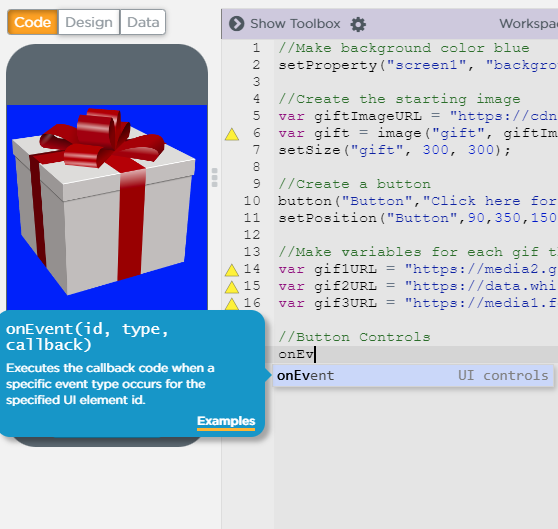 Code Design Data
Show Toolbox Workspa
1 //Make background color blue
2 setProperty("screen1", "backgro
3
4 //Create the starting image
5 var giftImageURL = "https://cdn
6 var gift = image("gift", giftIm
7 setSize("gift", 300, 300);
8
9 //Create a button
10 button("Button","Click here for
11 setPosition("Button",90,350,150
12
13 //Make variables for each gif t
14 var gif1URL = "https://media2.g
15 var gif2URL = "https://data.whi
16 var gif3URL = "https://media1.f
//Button Controls
onEv
onEvent UI controls
onEvent(id, type,
callback)
Executes the callback code when a
specific event type occurs for the
specified UI element id.
Examples